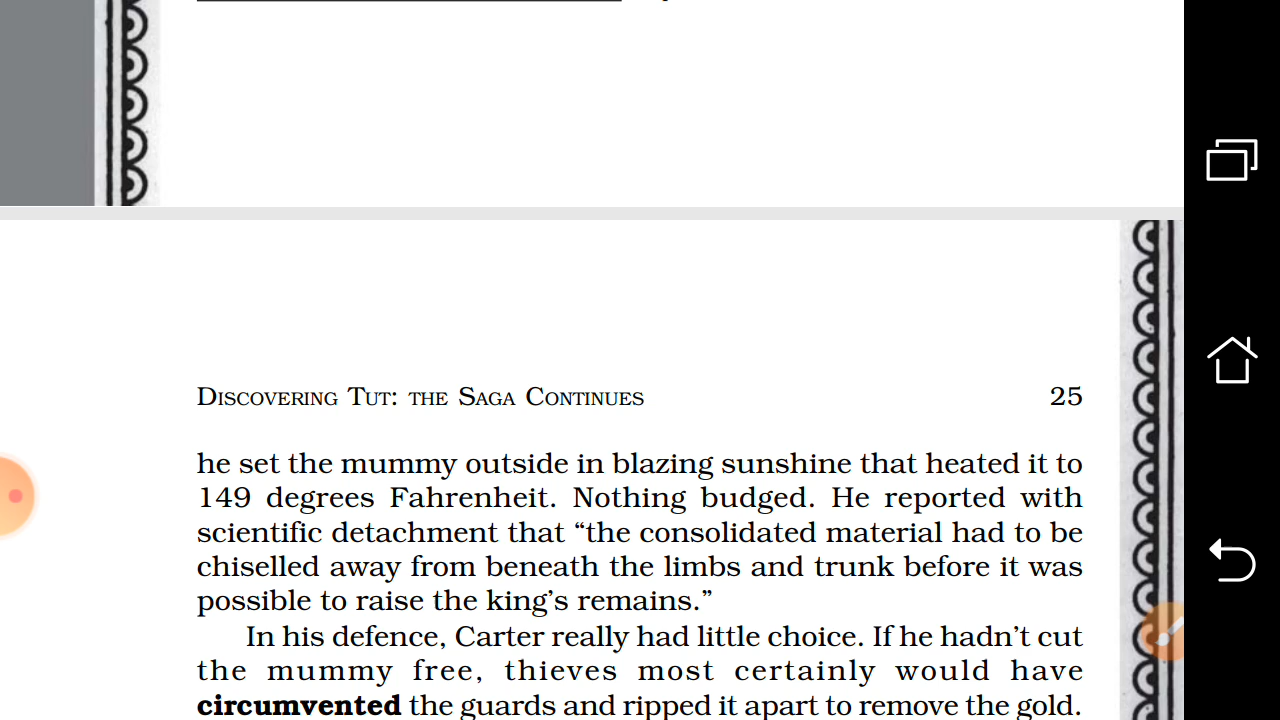 DISCOVERING TUT: THE SAGA CONTINUES 25
he set the mummy outside in blazing sunshine that heated it to
149 degrees Fahrenheit. Nothing budged. He reported with
scientific detachment that “the consolidated material had to be
chiselled away from beneath the limbs and trunk before it was
possible to raise the king’s remains.”
In his defence, Carter really had little choice. If he hadn’t cut
the mummy free, thieves most certainly would have
circumvented the guards and ripped it apart to remove the gold.